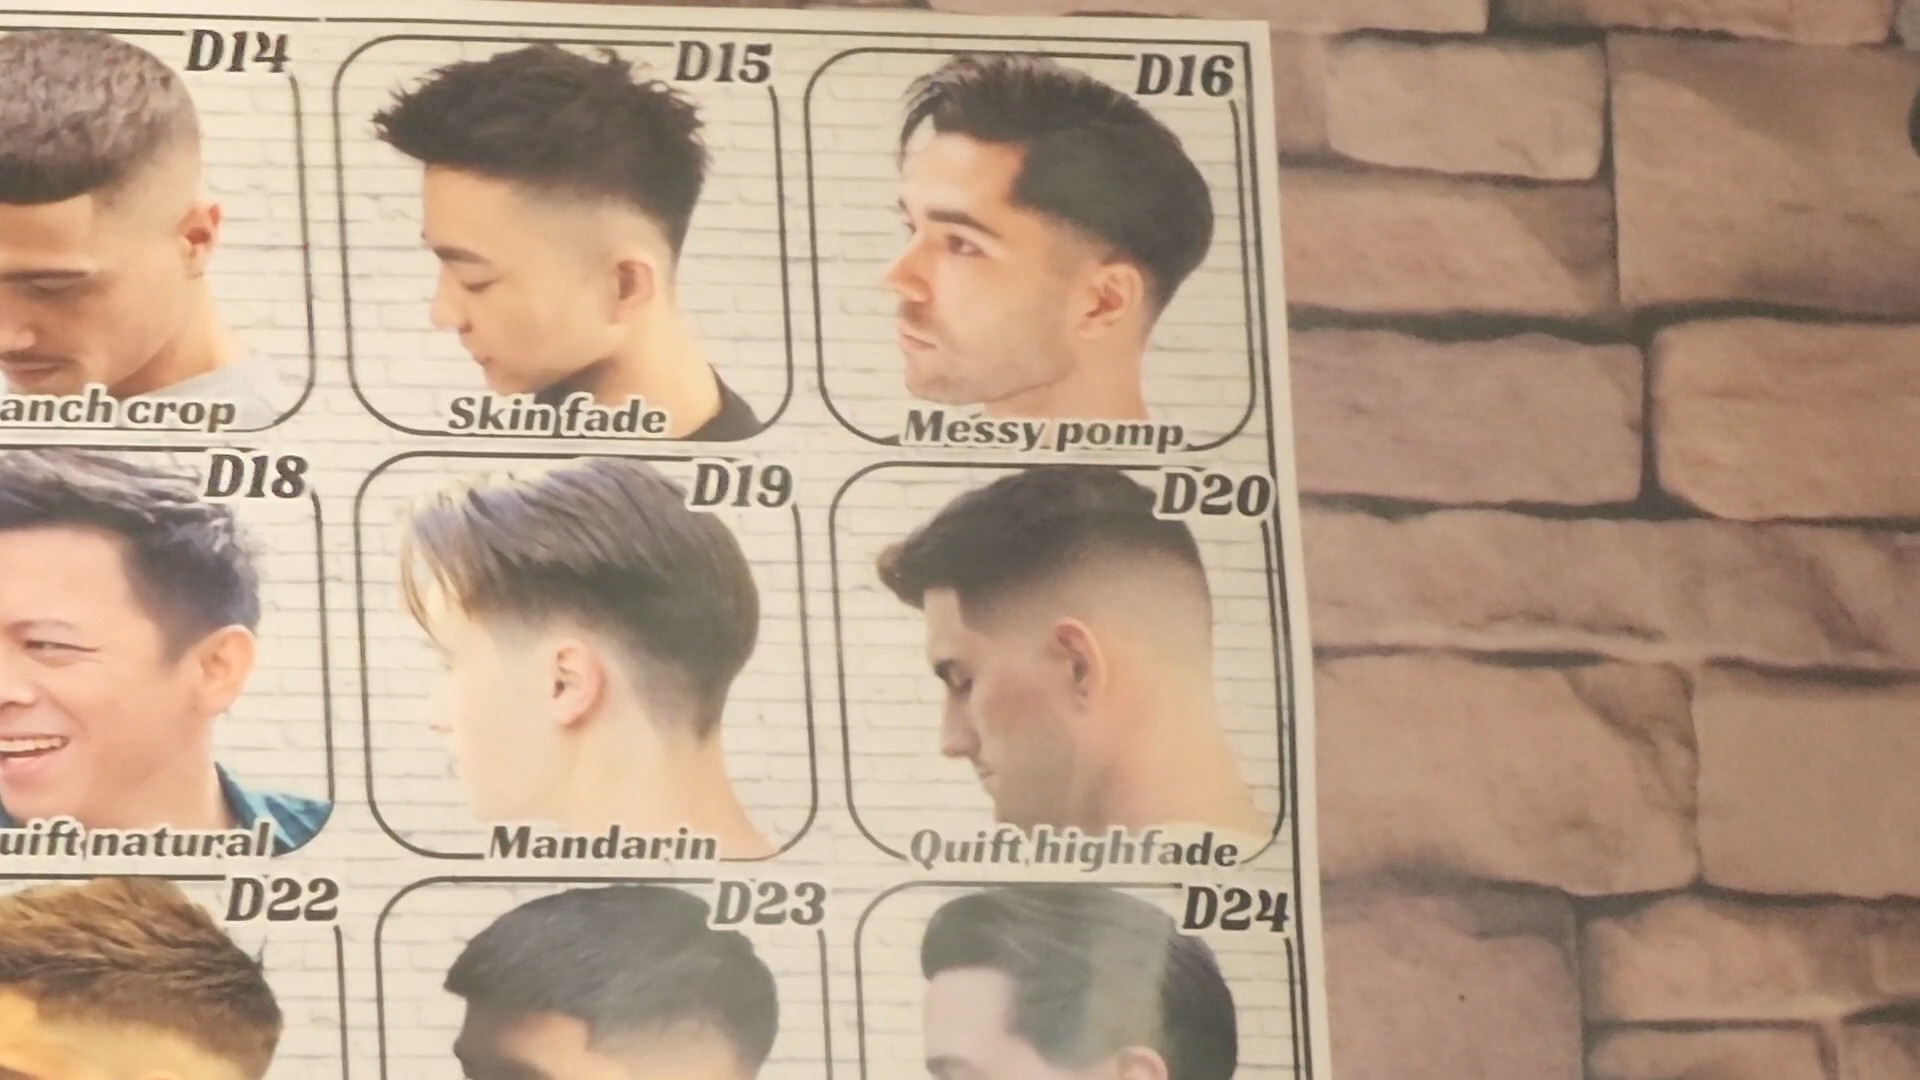 D14 D15 D16
anch crop Skin fade Messy pomp
D18 D19 D20
uift natural Mandarin Quift highfade
D22 D23 D24